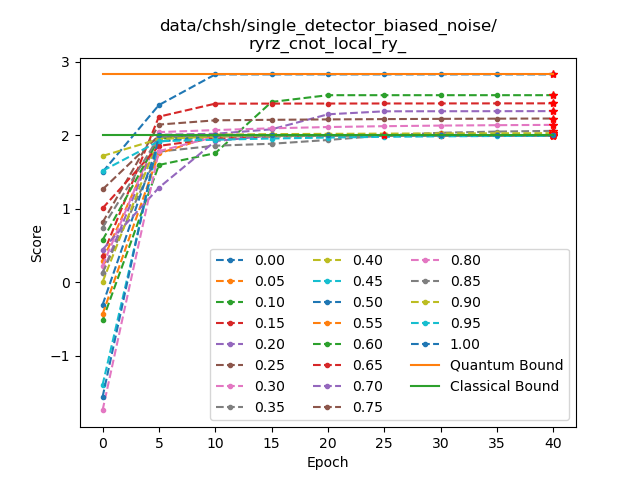 data/chsh/single_detector_biased_noise/
ryrz_cnot_local_ry_
Score
3
2
1
0
−1
0.00 0.40 0.80
0.05 0.45 0.85
0.10 0.50 0.90
0.15 0.55 0.95
0.20 0.60 1.00
0.25 0.65 Quantum Bound
0.30 0.70 Classical Bound
0.35 0.75
0 5 10 15 20 25 30 35 40
Epoch